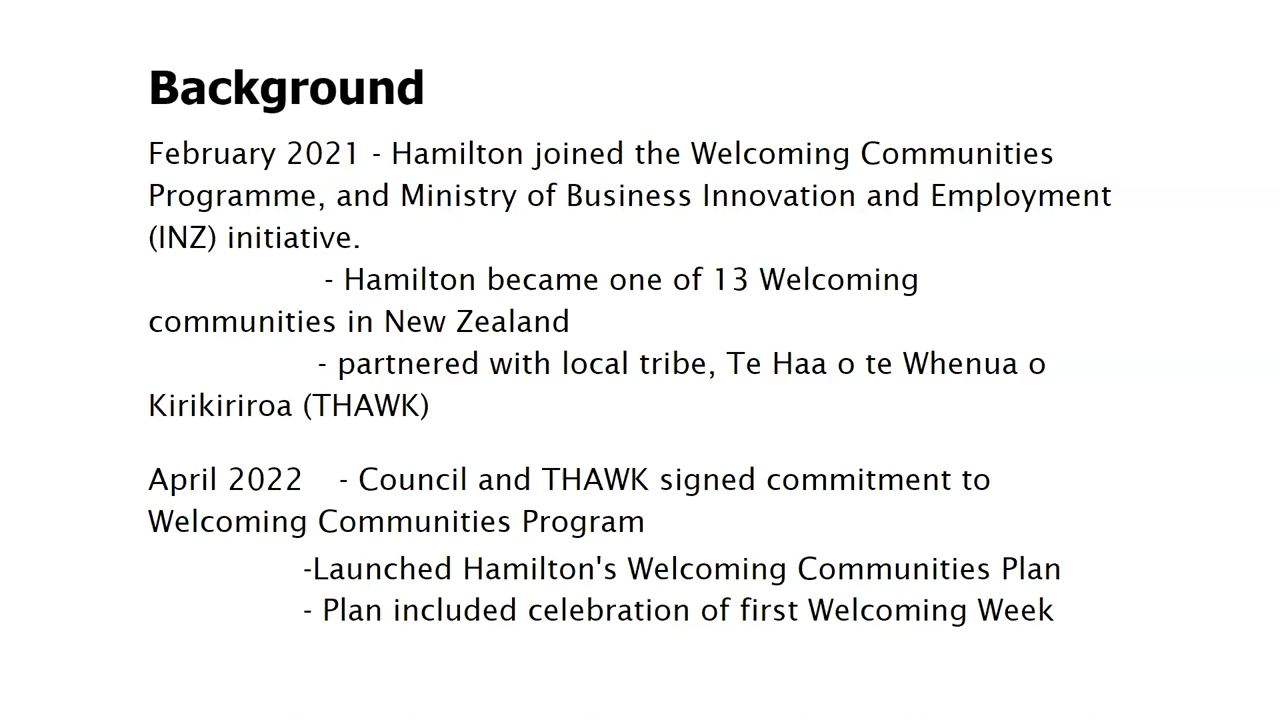 Background
February 2021 - Hamilton joined the Welcoming Communities
Programme, and Ministry of Business Innovation and Employment
(INZ) initiative.
- Hamilton became one of 13 Welcoming
communities in New Zealand
- partnered with local tribe, Te Haa o te Whenua o
Kirikiriroa (THAWK)
April 2022 - Council and THAWK signed commitment to
Welcoming Communities Program
-Launched Hamilton's Welcoming Communities Plan
- Plan included celebration of first Welcoming Week